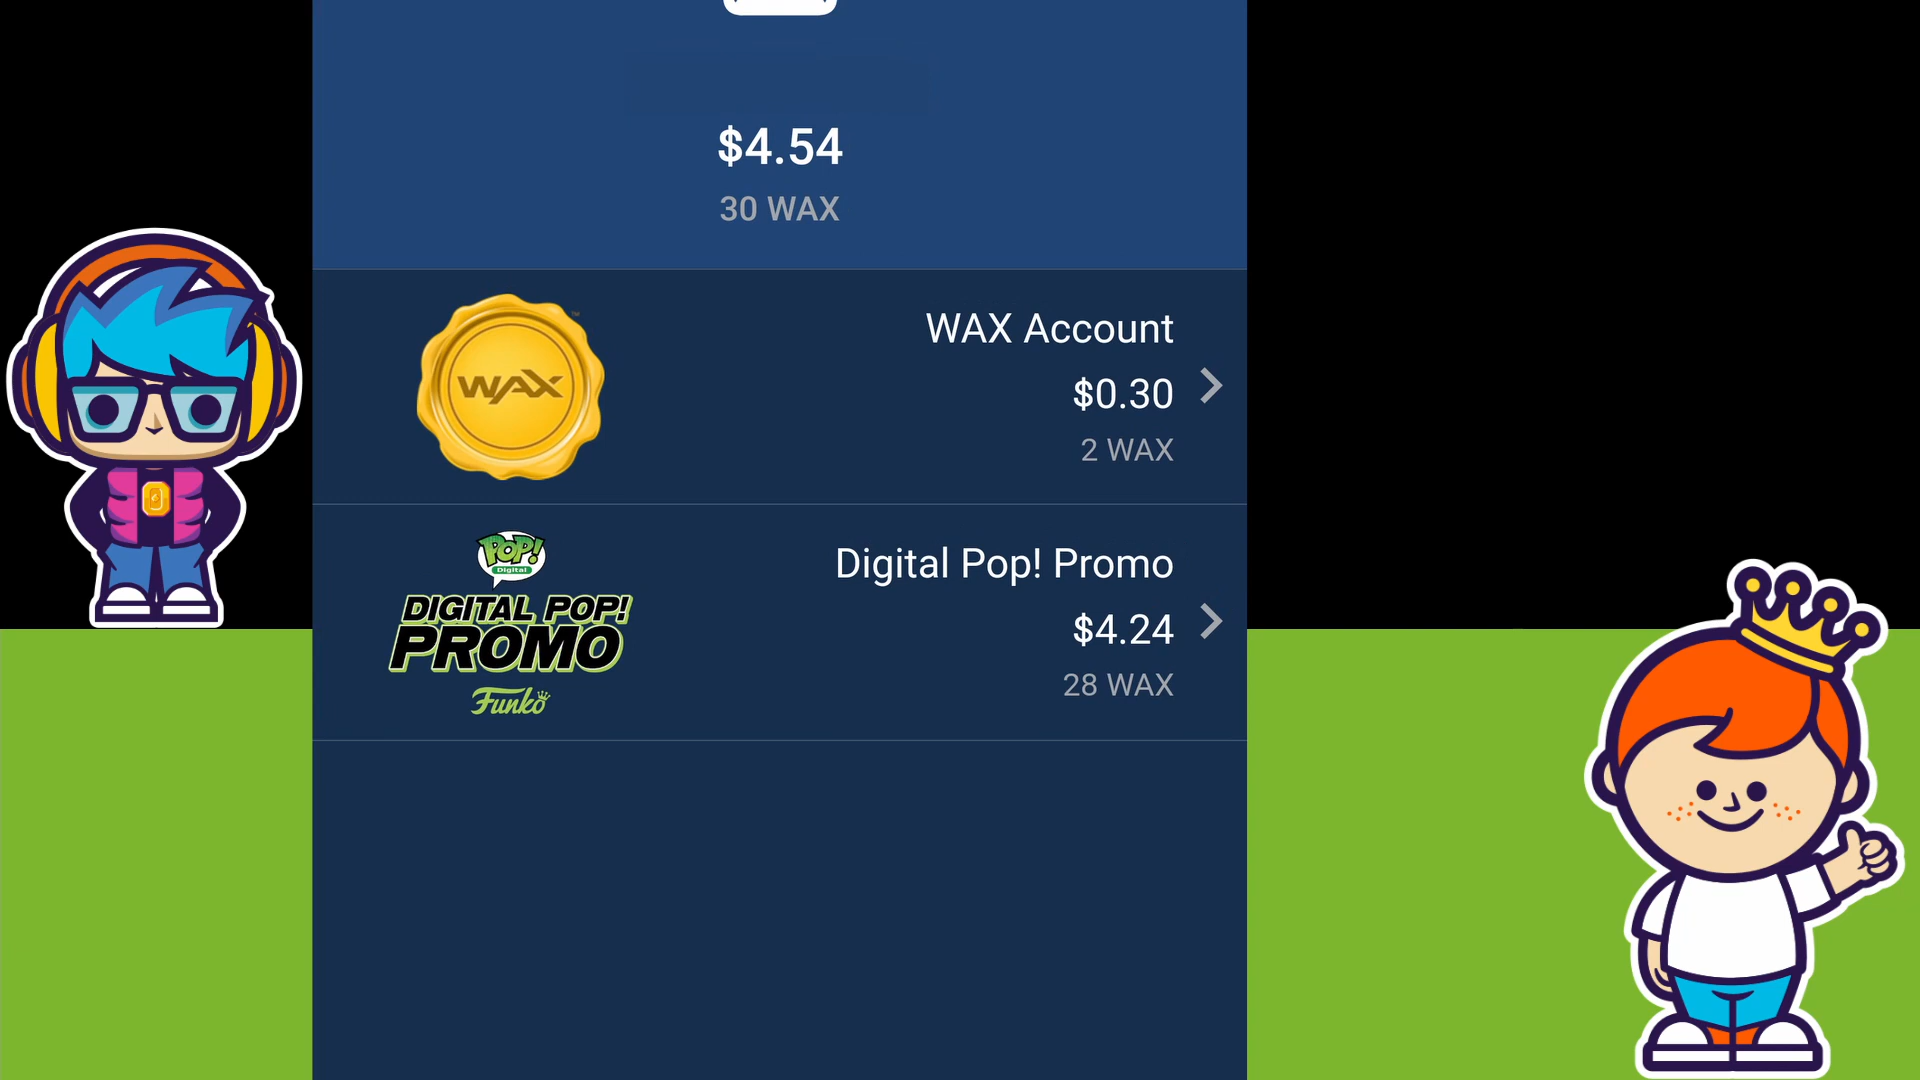 $4.54
30 WAX
WAX
™
WAX Account
$0.30
2 WAX
POP!
Digital
DIGITAL POP!
PROMO
Funko
Digital Pop! Promo
$4.24
28 WAX